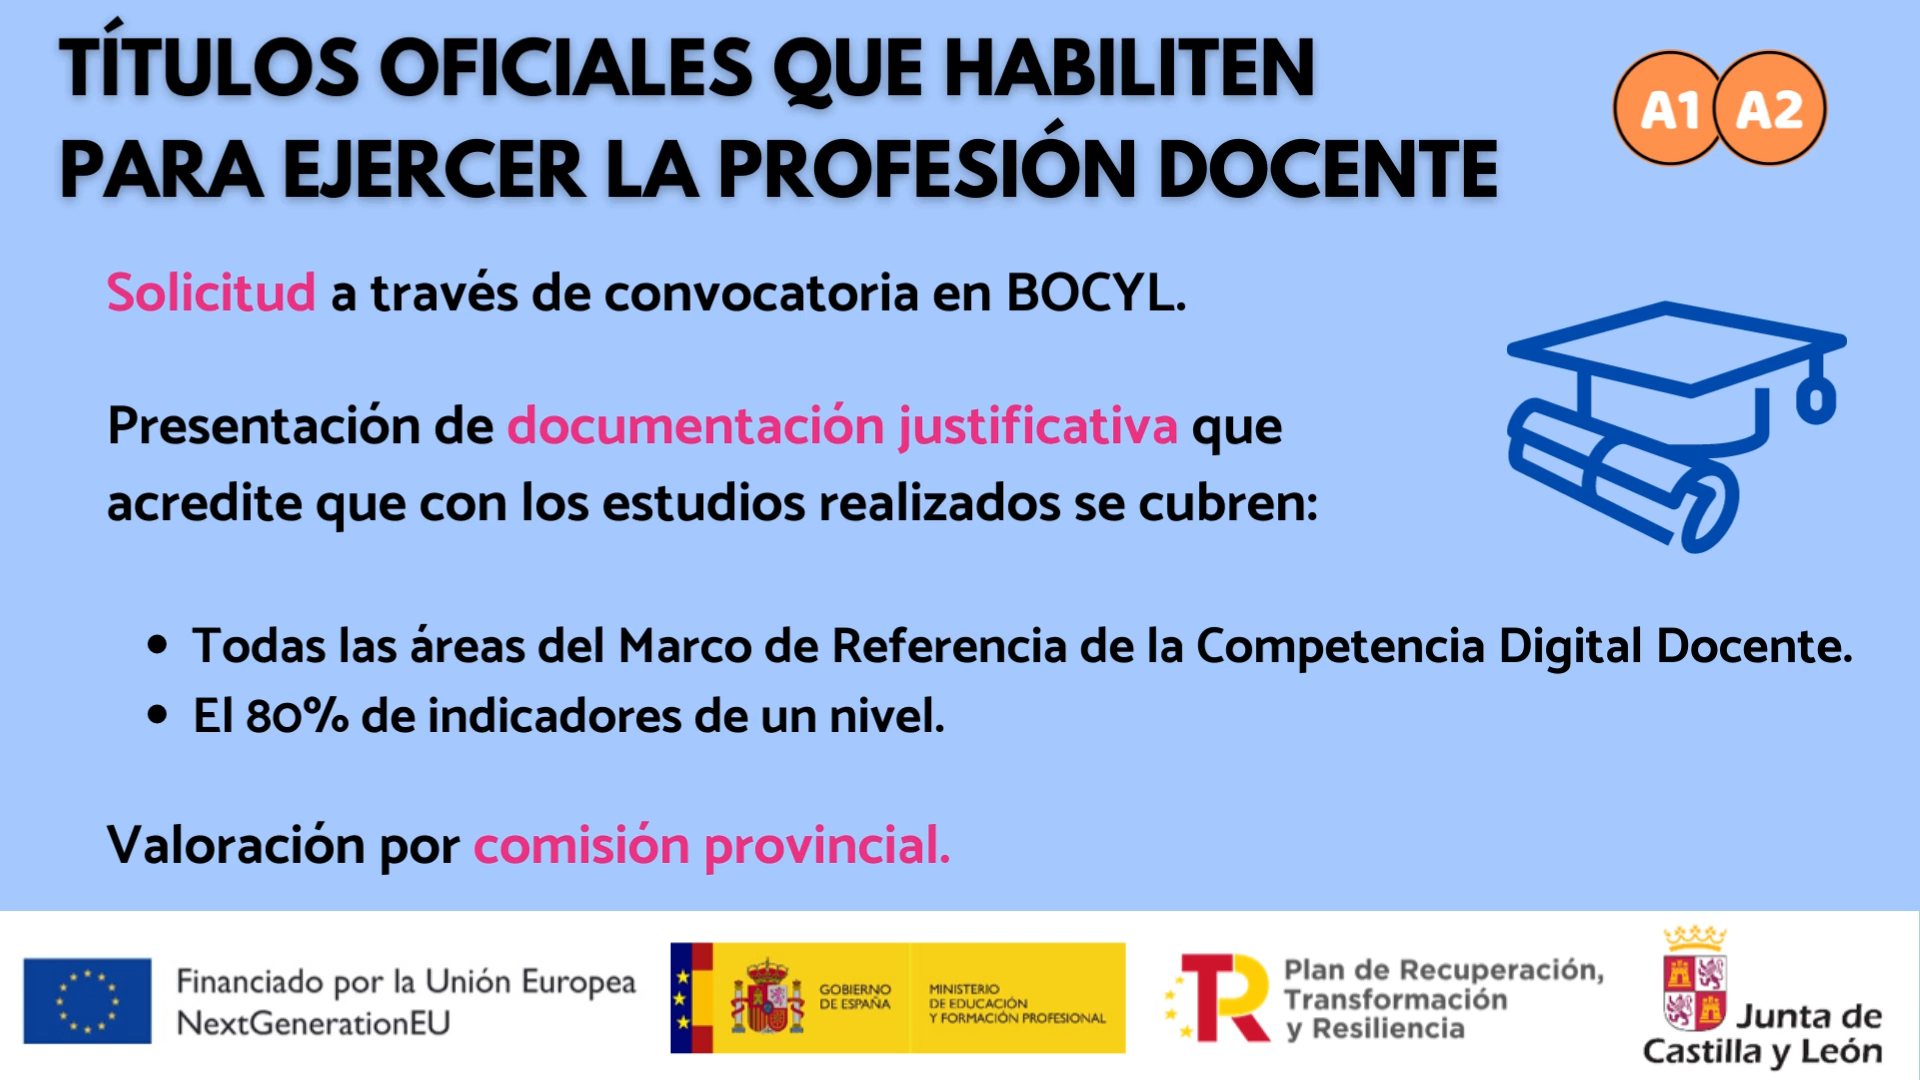 TÍTULOS OFICIALES QUE HABILITEN
PARA EJERCER LA PROFESIÓN DOCENTE
A1 A2
Solicitud a través de convocatoria en BOCYL.
Presentación de documentación justificativa que
acredite que con los estudios realizados se cubren:
• Todas las áreas del Marco de Referencia de la Competencia Digital Docente.
• El 80% de indicadores de un nivel.
Valoración por comisión provincial.
Financiado por la Unión Europea
NextGenerationEU
GOBIERNO
DE ESPAÑA
MINISTERIO
DE EDUCACIÓN
Y FORMACIÓN PROFESIONAL
TR
Plan de Recuperación,
Transformación
y Resiliencia
Junta de
Castilla y León